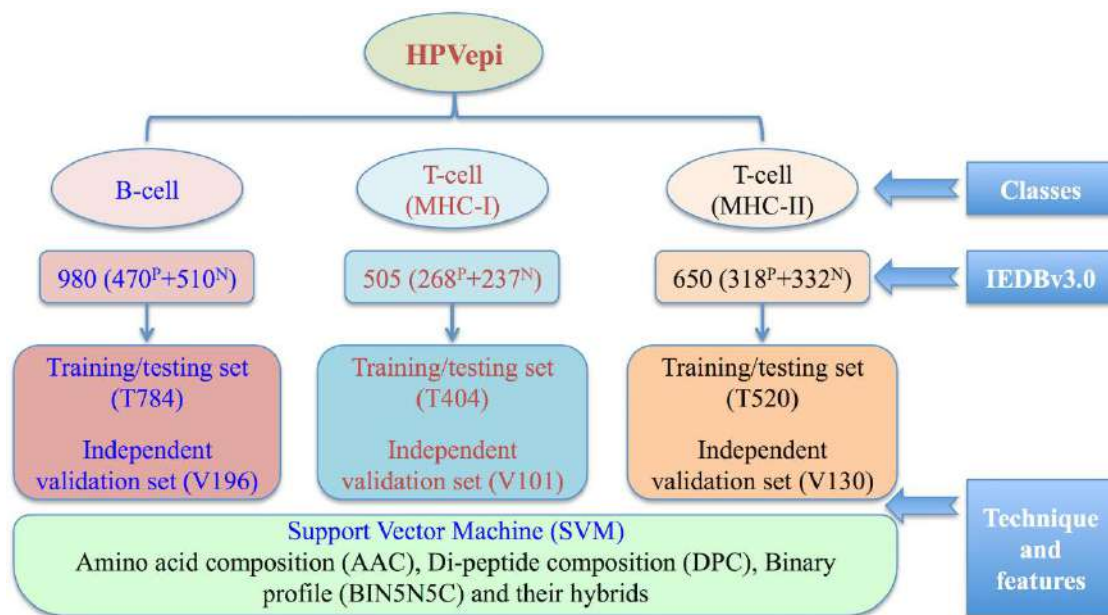 HPVepi
B-cell
T-cell
(MHC-I)
T-cell
(MHC-II)
Classes
980 (470ᴾ+510ᴺ)
505 (268ᴾ+237ᴺ)
650 (318ᴾ+332ᴺ)
IEDBv3.0
Training/testing set
(T784)
Independent
validation set (V196)
Training/testing set
(T404)
Independent
validation set (V101)
Training/testing set
(T520)
Independent
validation set (V130)
Support Vector Machine (SVM)
Amino acid composition (AAC), Di-peptide composition (DPC), Binary
profile (BIN5N5C) and their hybrids
Technique
and
features